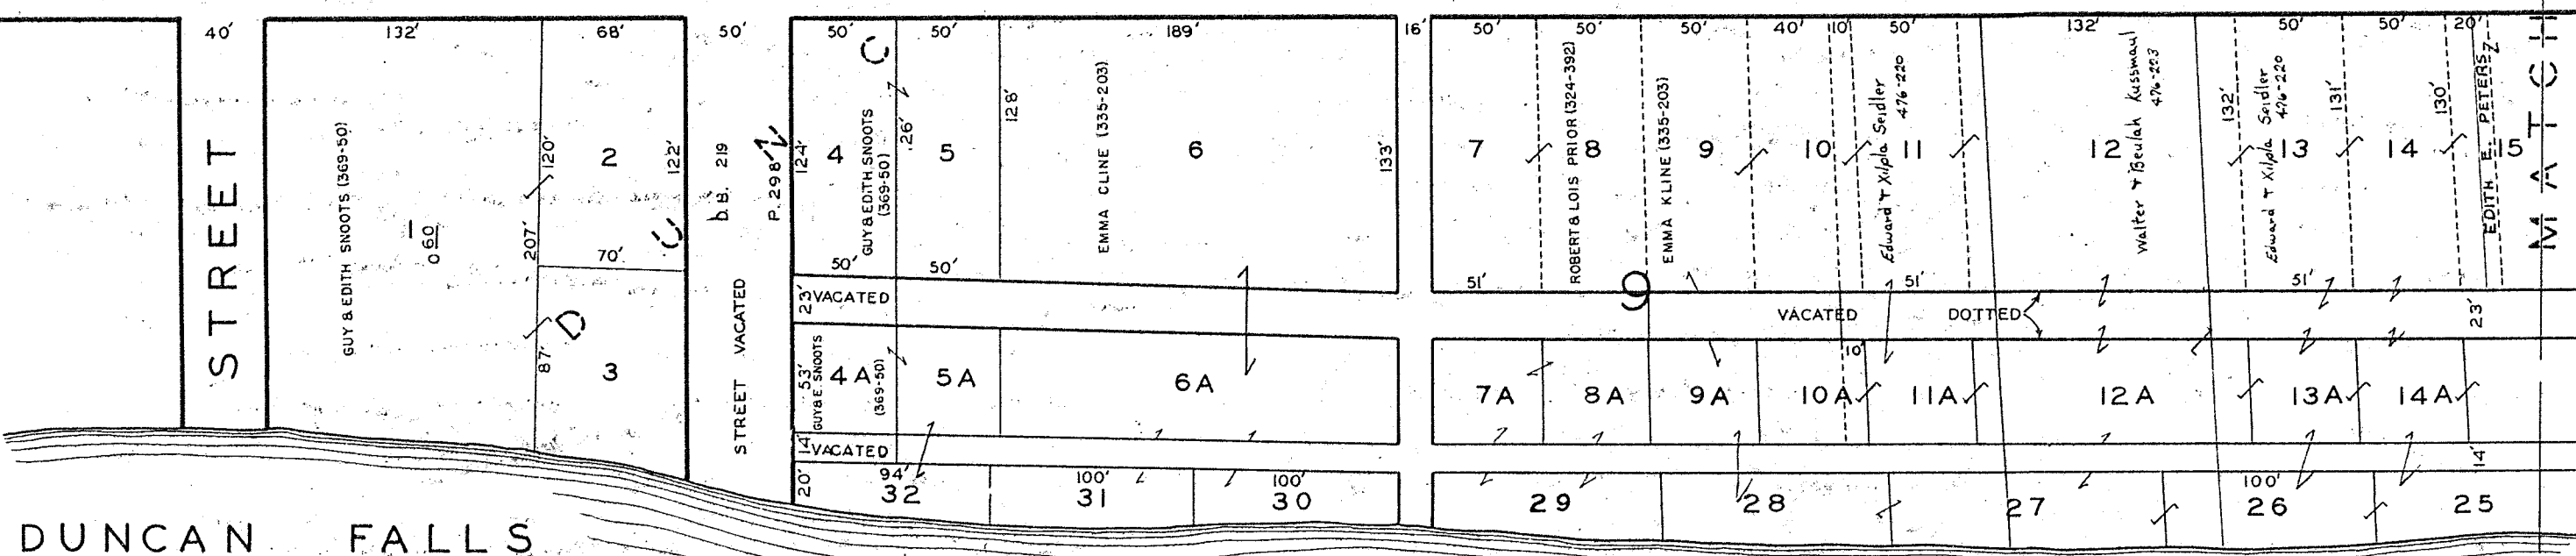 40' 132' 68' 50' 50' 50' 189' 16' 50' 50' 50' 40' 10' 50' 132' 50' 50' 20'
STREET
GUY & EDITH SNOOTS (369-50)
1
060
207'
120'
2
122'
70'
87'
D
3
C
D.B. 219
P. 298
STREET VACATED
124'
4
C
GUY & EDITH SNOOTS
(369-50)
126'
5
128'
EMMA CLINE (335-203)
6
133'
50' 50'
23' VACATED
53'
GUY & E. SNOOTS
4A
(369-50)
5A
6A
14' VACATED
20'
94'
32
100'
31
100'
30
7
8
ROBERT & LOIS PRIOR (324-392)
9
EMMA KLINE (335-203)
10
11
Edward + Xilpla Seidler
476-220
12
Walter + Beulah Kussmaul
476-223
132'
13
Edward + Xilpla Seidler
476-220
131'
14
130'
EDITH E. PETERS
15
MATCH
51' 51' 51'
9
VACATED DOTTED
23'
10'
7A 8A 9A 10A 11A 12A 13A 14A
14'
100'
29 28 27 26 25
DUNCAN FALLS